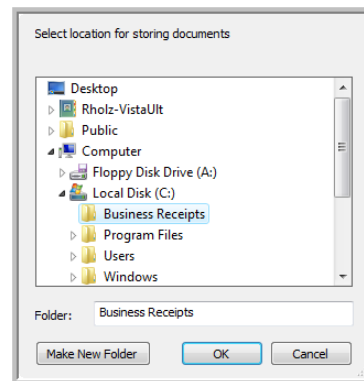 Select location for storing documents
Desktop
Rholz-VistaUlt
Public
Computer
Floppy Disk Drive (A:)
Local Disk (C:)
Business Receipts
Program Files
Users
Windows
Folder: Business Receipts
Make New Folder OK Cancel